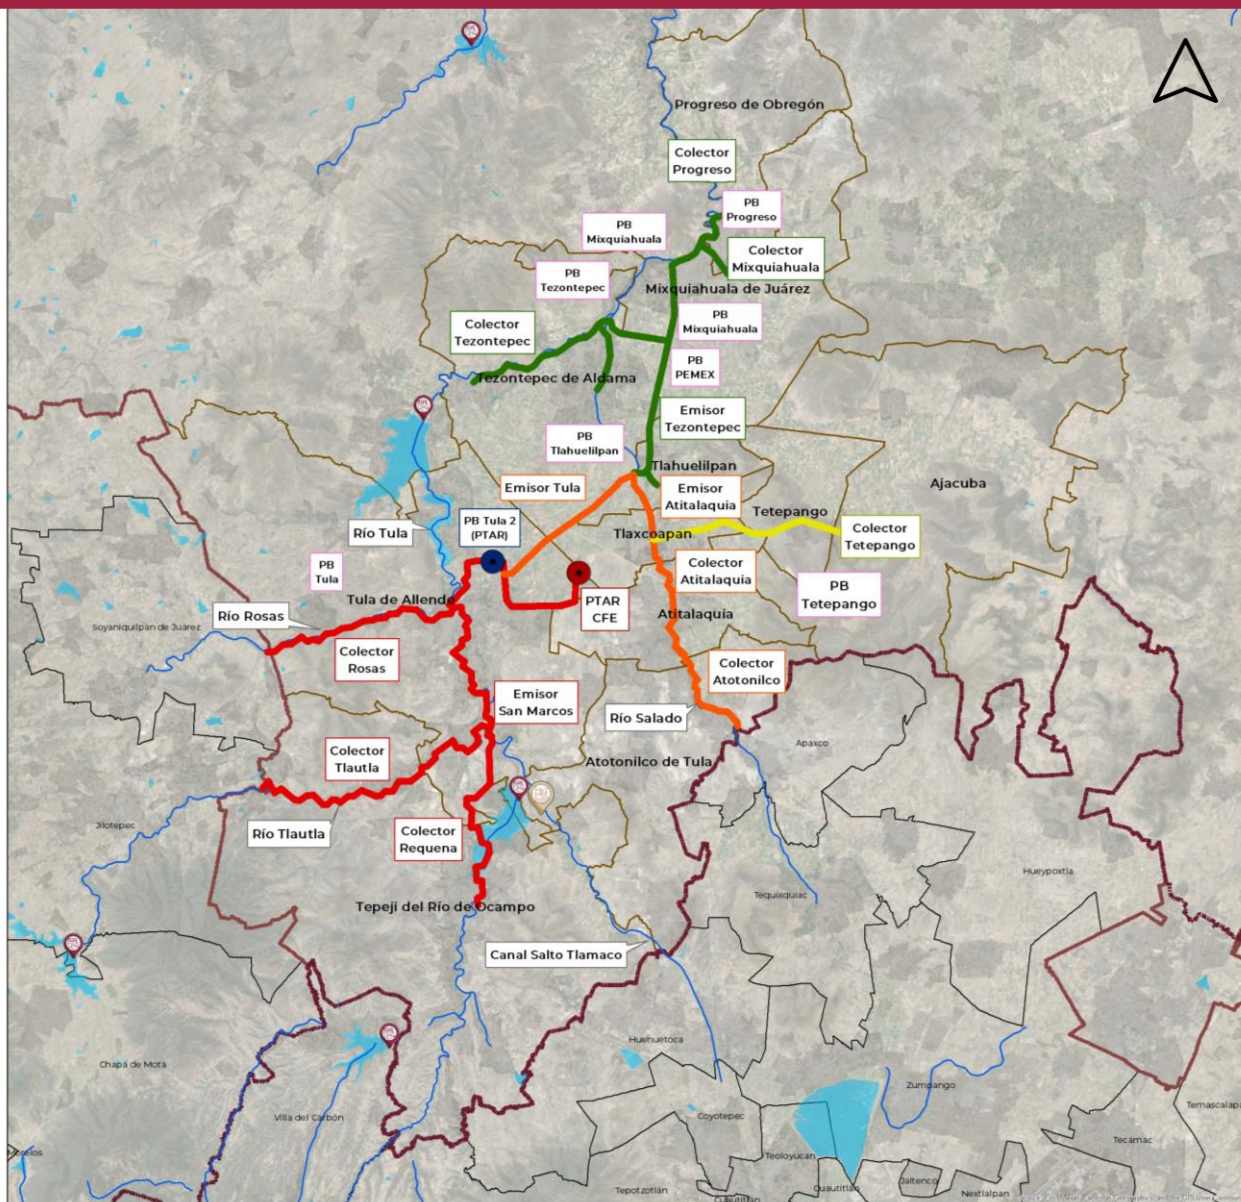 Progreso de Obregón
Colector
Progreso
PB
Progreso
PB
Mixquiahuala
Colector
Mixquiahuala
PB
Tezontepec
Mixquiahuala de Juárez
Colector
Tezontepec
PB
Mixquiahuala
PB
PEMEX
Tezontepec de Aldama
Emisor
Tezontepec
PB
Tlahuelilpan
Tlahuelilpan
Emisor Tula
Emisor
Atitalaquia
Ajacuba
Tetepango
Río Tula
PB Tula 2
(PTAR)
Tlaxcoapan
Colector
Tetepango
PB
Tula
Colector
Atitalaquia
PB
Tetepango
Tula de Allende
PTAR
CFE
Río Rosas
Atitalaquia
Soyaniquilpan de Juárez
Colector
Rosas
Colector
Atotonilco
Emisor
San Marcos
Río Salado
Colector
Tlautla
Apaxco
Atotonilco de Tula
Jilotepec
Río Tlautla
Colector
Requena
Hueypoxtla
Tequixquiac
Tepeji del Río de Ocampo
Canal Salto Tlamaco
Huehuetoca
Chapa de Mota
Zumpango
Villa del Carbón
Coyotepec
Temascalapa
Tecámac
Teoloyucan
Morelos
Jaltenco
Cuautitlán
Tepotzotlán
Nextlalpan
Cuautitlán